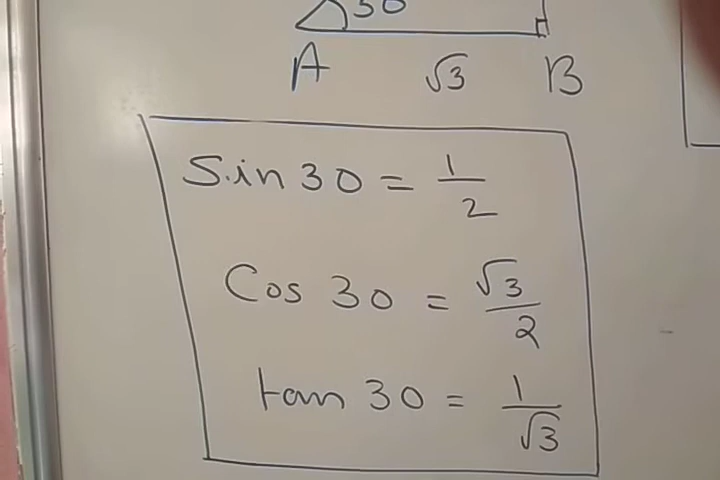 30
A √3 B
Sin 30 = 1/2
Cos 30 = √3/2
tan 30 = 1/√3